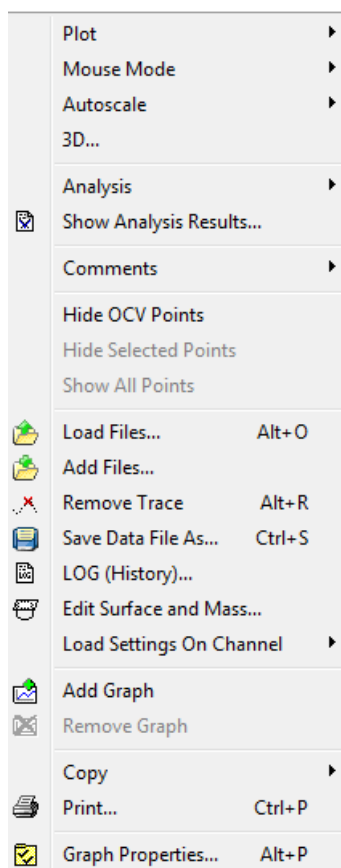 Plot
Mouse Mode
Autoscale
3D...
Analysis
Show Analysis Results...
Comments
Hide OCV Points
Hide Selected Points
Show All Points
Load Files... Alt+O
Add Files...
Remove Trace Alt+R
Save Data File As... Ctrl+S
LOG (History)...
Edit Surface and Mass...
Load Settings On Channel
Add Graph
Remove Graph
Copy
Print... Ctrl+P
Graph Properties... Alt+P